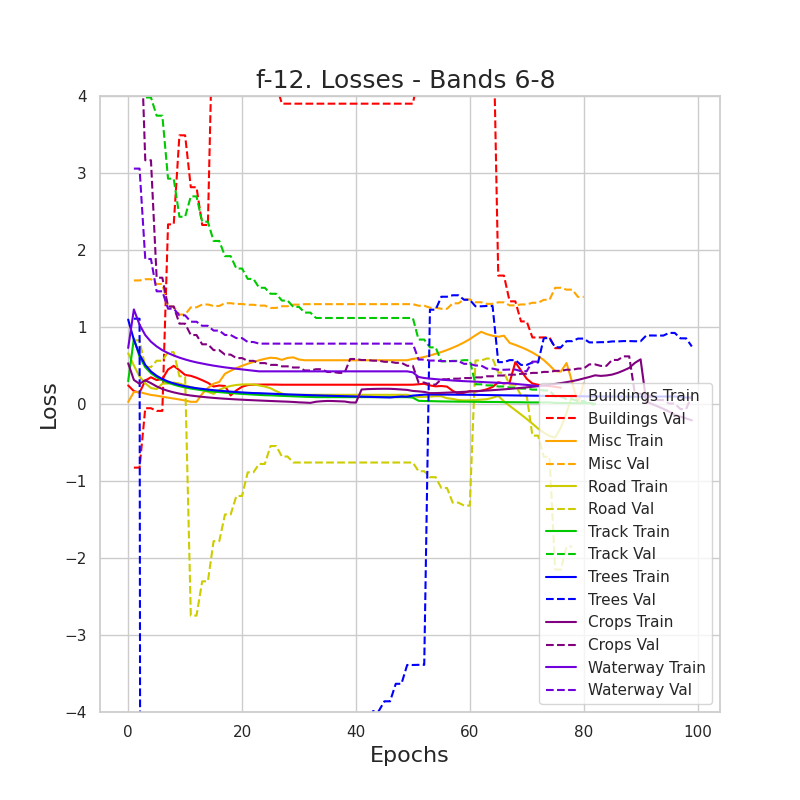 f-12. Losses - Bands 6-8
4
3
2
1
0
−1
−2
−3
−4
Loss
0
20
40
60
80
100
Epochs
Buildings Train
Buildings Val
Misc Train
Misc Val
Road Train
Road Val
Track Train
Track Val
Trees Train
Trees Val
Crops Train
Crops Val
Waterway Train
Waterway Val